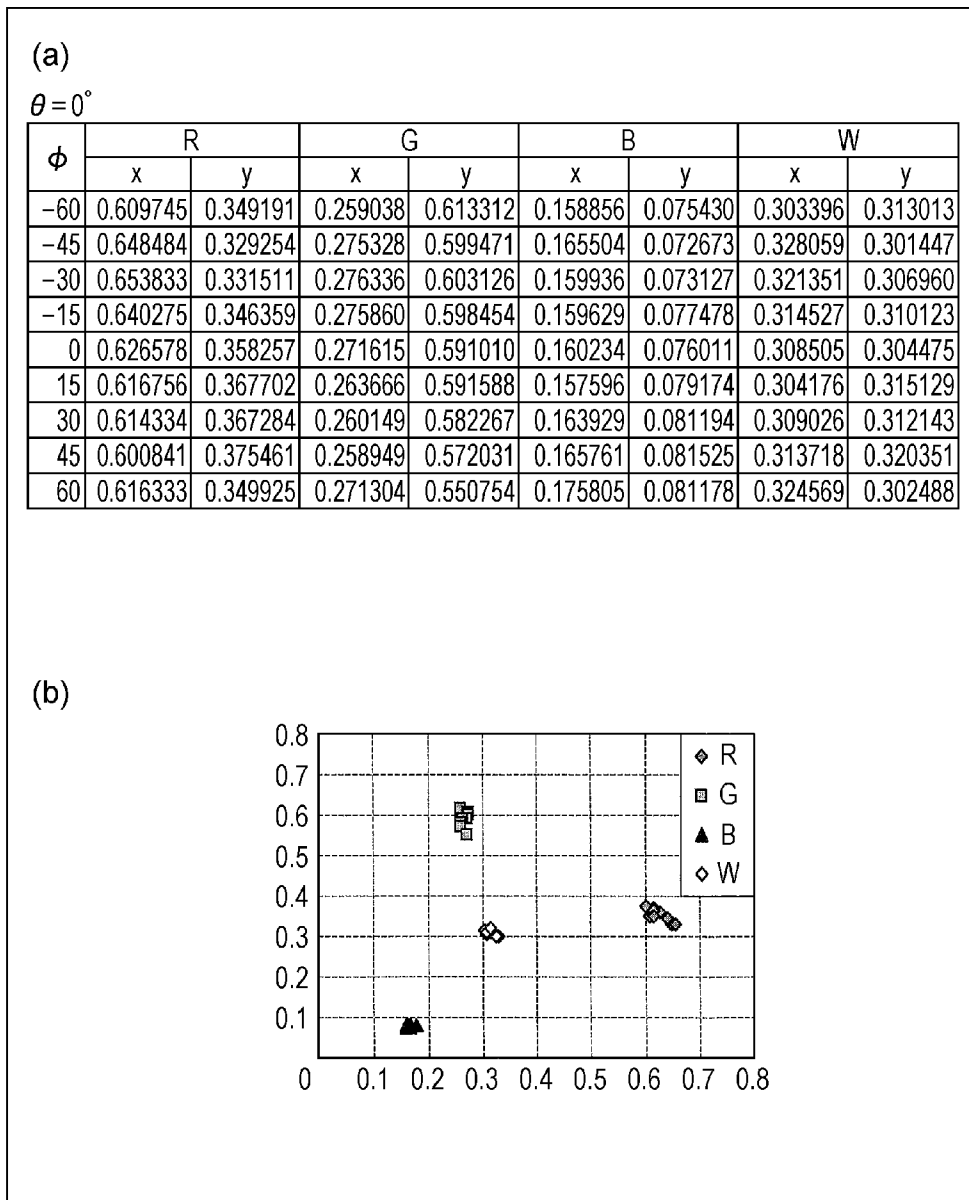 (a)
θ=0°
ϕ R G B W
x y x y x y x y
−60 0.609745 0.349191 0.259038 0.613312 0.158856 0.075430 0.303396 0.313013
−45 0.648484 0.329254 0.275328 0.599471 0.165504 0.072673 0.328059 0.301447
−30 0.653833 0.331511 0.276336 0.603126 0.159936 0.073127 0.321351 0.306960
−15 0.640275 0.346359 0.275860 0.598454 0.159629 0.077478 0.314527 0.310123
0 0.626578 0.358257 0.271615 0.591010 0.160234 0.076011 0.308505 0.304475
15 0.616756 0.367702 0.263666 0.591588 0.157596 0.079174 0.304176 0.315129
30 0.614334 0.367284 0.260149 0.582267 0.163929 0.081194 0.309026 0.312143
45 0.600841 0.375461 0.258949 0.572031 0.165761 0.081525 0.313718 0.320351
60 0.616333 0.349925 0.271304 0.550754 0.175805 0.081178 0.324569 0.302488
(b)
0.8
0.7
0.6
0.5
0.4
0.3
0.2
0.1
R
G
B
W
0 0.1 0.2 0.3 0.4 0.5 0.6 0.7 0.8